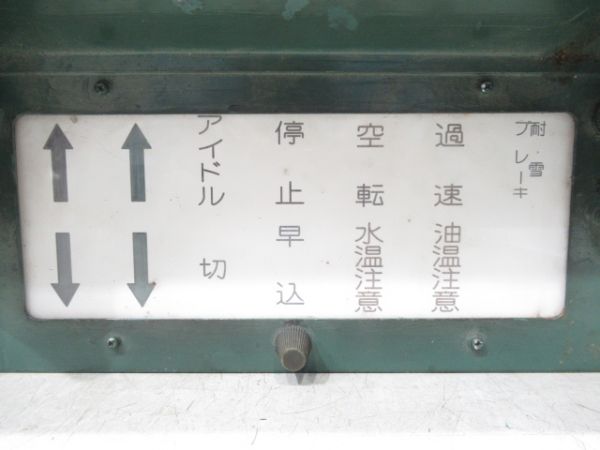 耐・雪
ブレーキ
過速
油温注意
空転
水温注意
停止
早込
アイドル
切